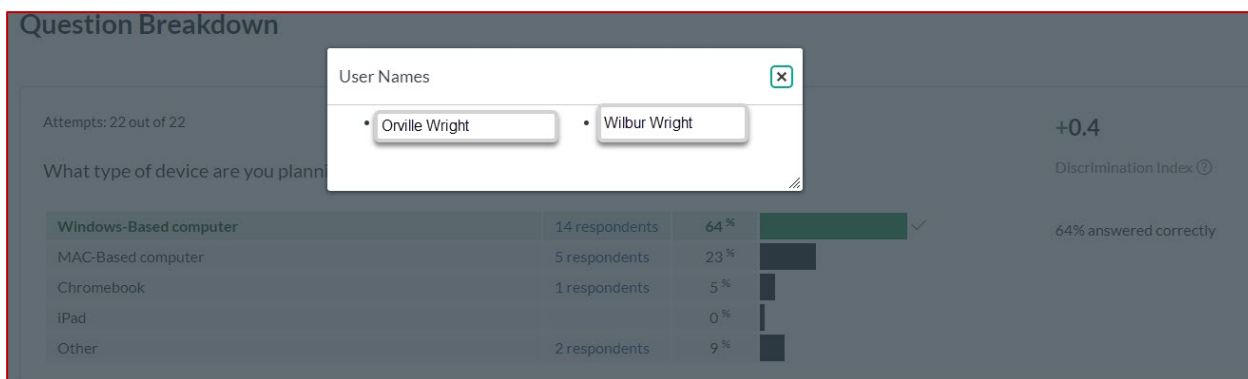 Question Breakdown
User Names
• Orville Wright • Wilbur Wright
Attempts: 22 out of 22
+0.4
What type of device are you planni
Discrimination Index
Windows-Based computer 14 respondents 64 %
64% answered correctly
MAC-Based computer 5 respondents 23 %
Chromebook 1 respondents 5 %
iPad 0 %
Other 2 respondents 9 %